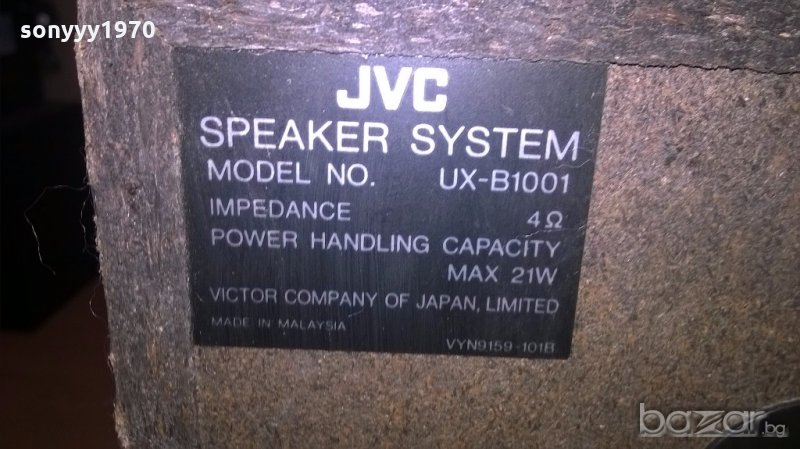 sonyyy1970
JVC
SPEAKER SYSTEM
MODEL NO. UX-B1001
IMPEDANCE 4Ω
POWER HANDLING CAPACITY
MAX 21W
VICTOR COMPANY OF JAPAN, LIMITED
MADE IN MALAYSIA VYN9159-101B
bazar.bg